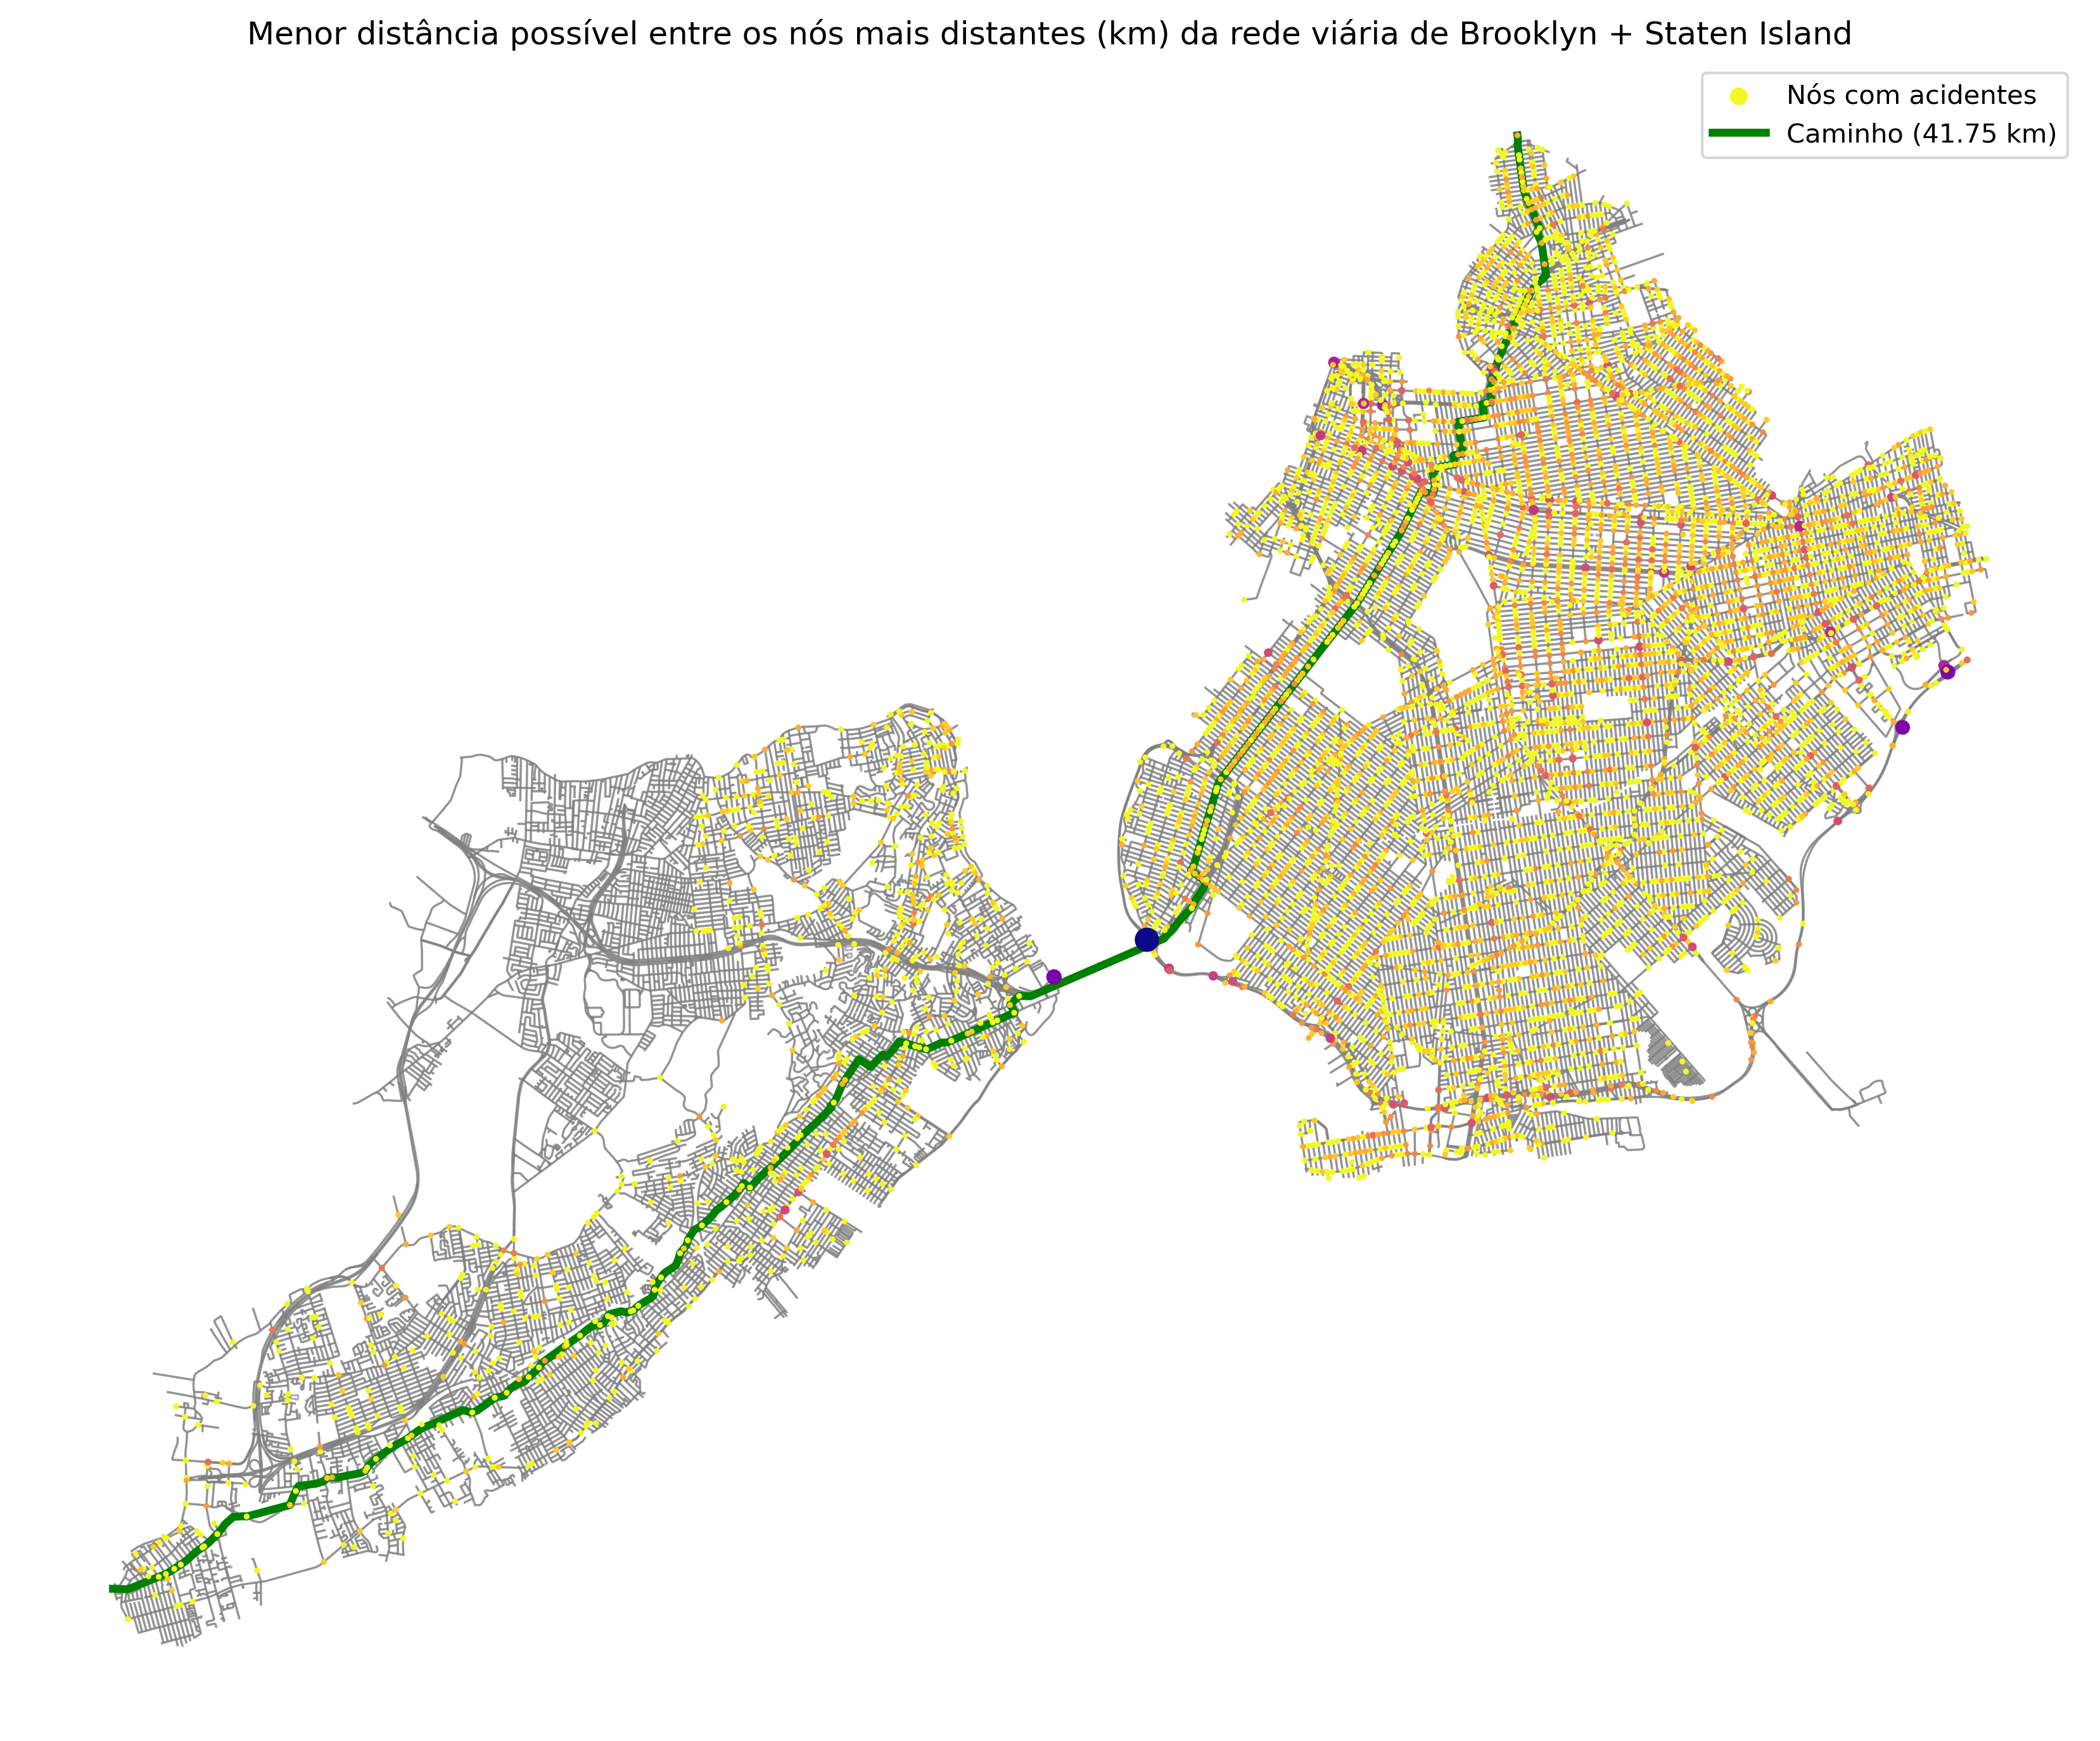 Menor distância possível entre os nós mais distantes (km) da rede viária de Brooklyn + Staten Island
Nós com acidentes
Caminho (41.75 km)